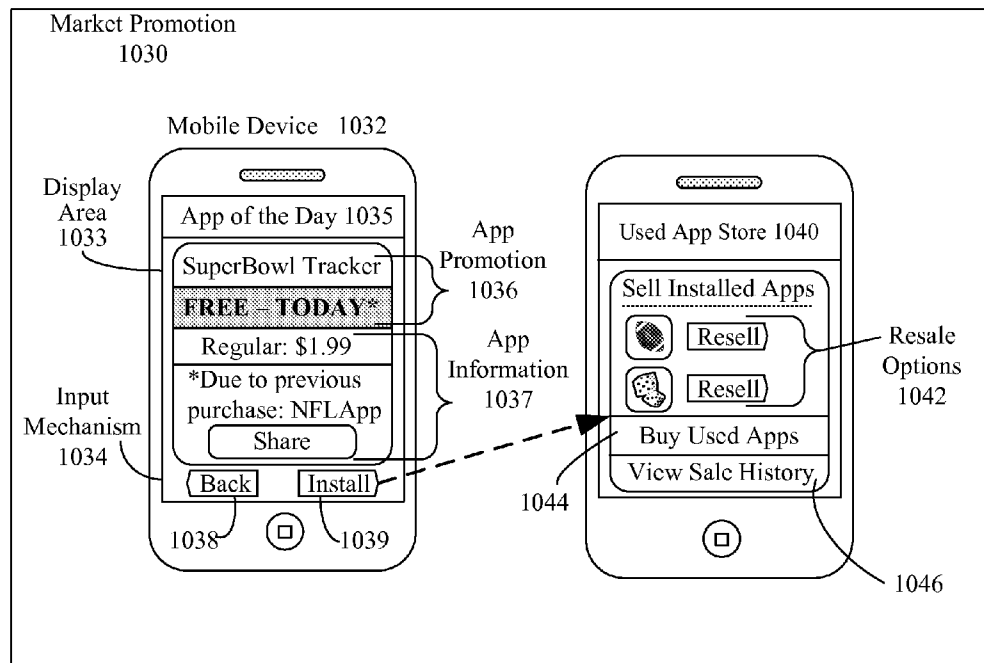 Market Promotion
1030
Mobile Device 1032
Display
Area
1033
App of the Day 1035
SuperBowl Tracker
FREE – TODAY*
Regular: $1.99
*Due to previous
purchase: NFLApp
Share
Back
Install
App
Promotion
1036
App
Information
1037
Input
Mechanism
1034
1038
1039
Used App Store 1040
Sell Installed Apps
Resell
Resell
Buy Used Apps
View Sale History
Resale
Options
1042
1044
1046